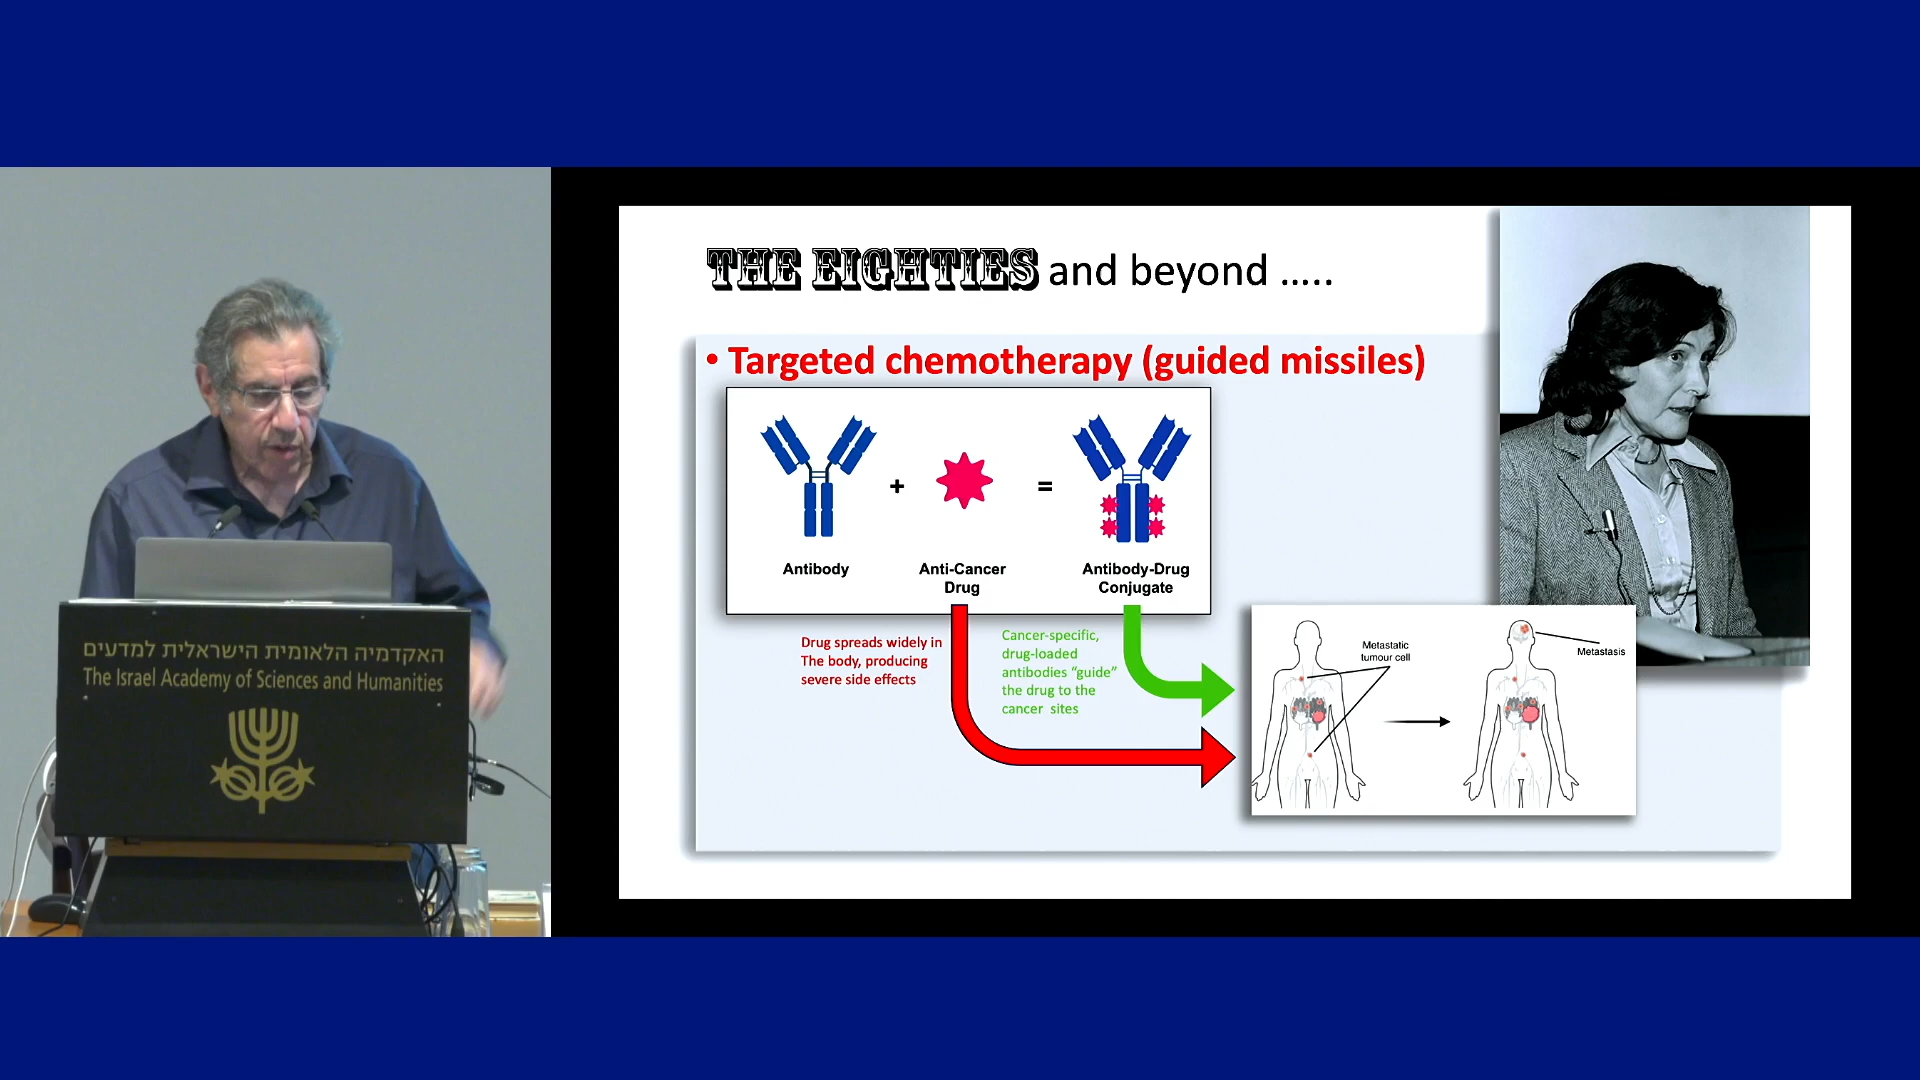 האקדמיה הלאומית הישראלית למדעים
The Israel Academy of Sciences and Humanities
THE EIGHTIES and beyond .....
• Targeted chemotherapy (guided missiles)
+
=
Antibody
Anti-Cancer
Drug
Antibody-Drug
Conjugate
Drug spreads widely in
The body, producing
severe side effects
Cancer-specific,
drug-loaded
antibodies “guide”
the drug to the
cancer sites
Metastatic
tumour cell
Metastasis